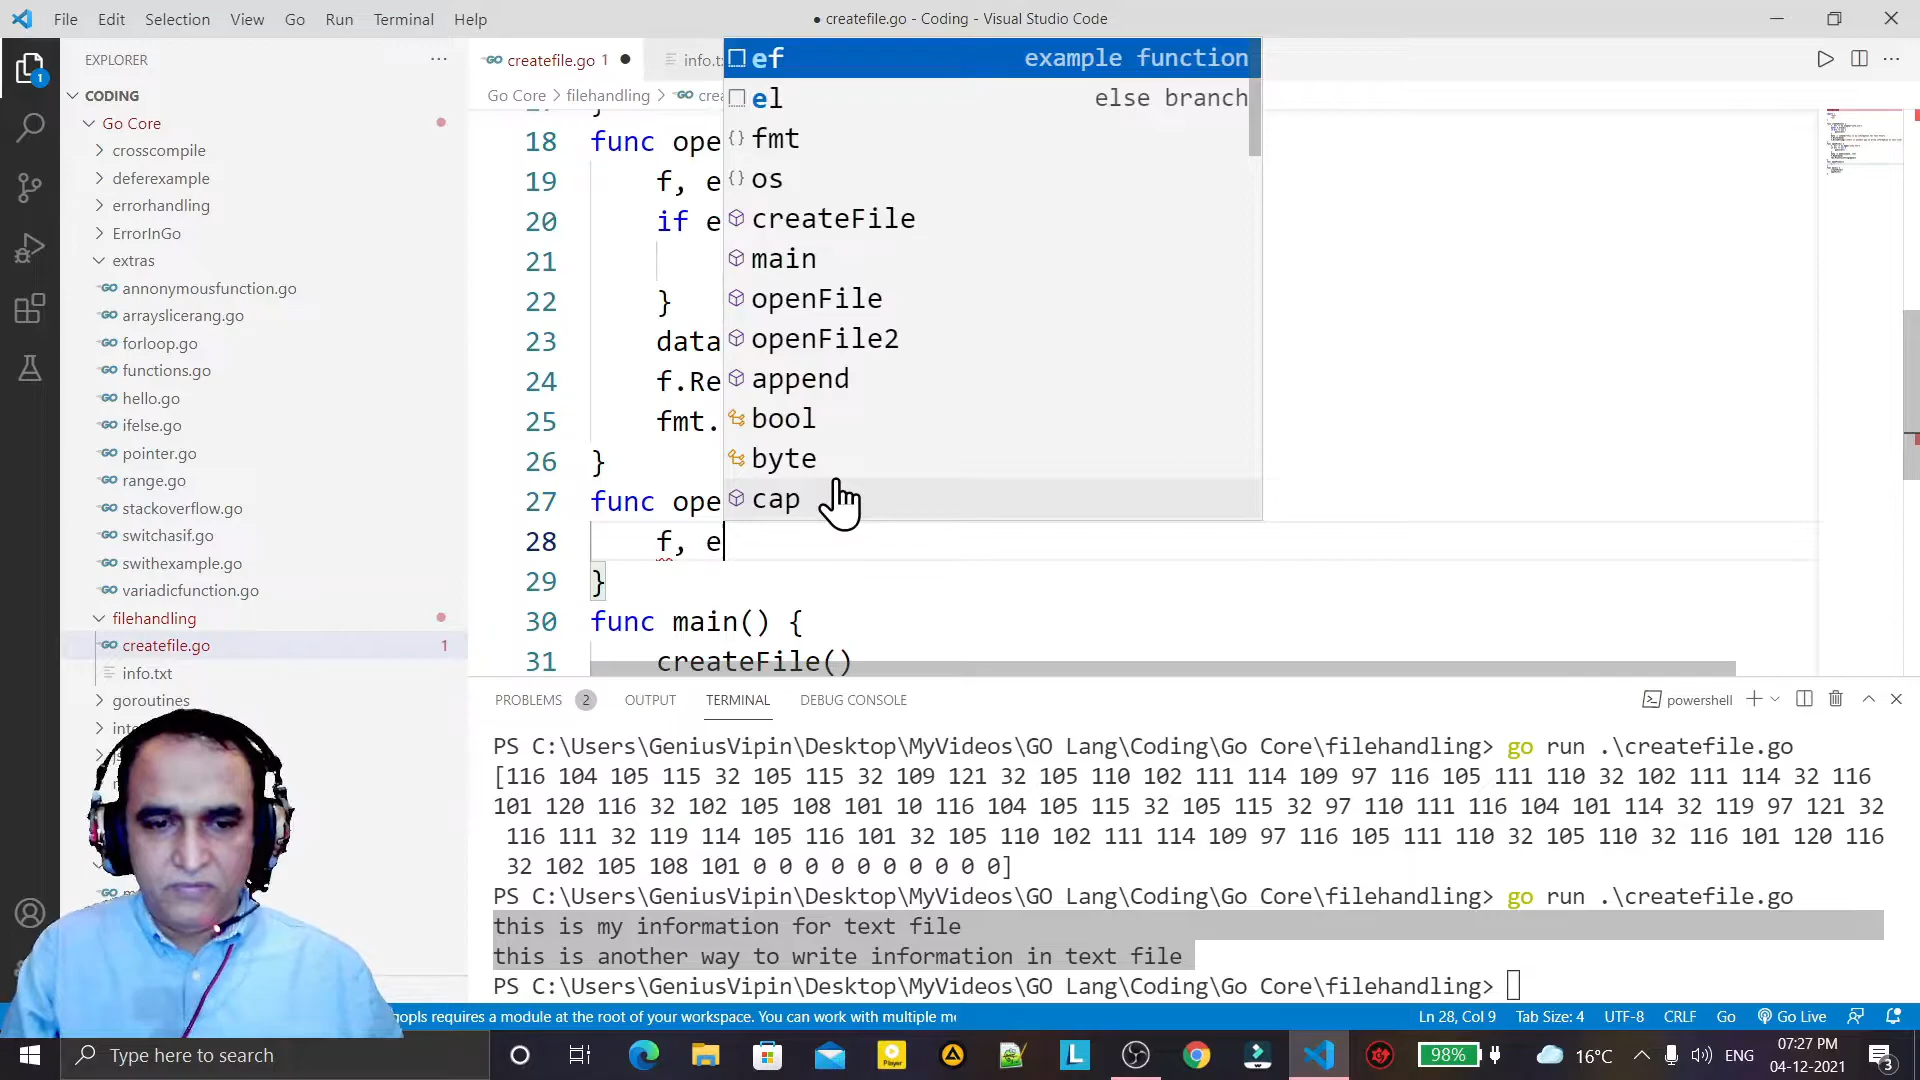 File Edit Selection View Go Run Terminal Help
● createfile.go - Coding - Visual Studio Code
EXPLORER
createfile.go 1
CODING
Go Core > filehandling >
Go Core
crosscompile
deferexample
errorhandling
ErrorInGo
extras
annonymousfunction.go
arrayslicerang.go
forloop.go
functions.go
hello.go
ifelse.go
pointer.go
range.go
stackoverflow.go
switchasif.go
swithexample.go
variadicfunction.go
filehandling
createfile.go 1
info.txt
goroutines
ef example function
el else branch
fmt
os
createFile
main
openFile
openFile2
append
bool
byte
cap
18 func ope
19 f, e
20 if e
21
22 }
23 data
24 f.Re
25 fmt.
26 }
27 func ope
28 f, e
29 }
30 func main() {
31 createFile()
PROBLEMS 2 OUTPUT TERMINAL DEBUG CONSOLE
powershell
PS C:\Users\GeniusVipin\Desktop\MyVideos\GO Lang\Coding\Go Core\filehandling> go run .\createfile.go
[116 104 105 115 32 105 115 32 109 121 32 105 110 102 111 114 109 97 116 105 111 110 32 102 111 114 32 116
101 120 116 32 102 105 108 101 10 116 104 105 115 32 105 115 32 97 110 111 116 104 101 114 32 119 97 121 32
116 111 32 119 114 105 116 101 32 105 110 102 111 114 109 97 116 105 111 110 32 105 110 32 116 101 120 116
32 102 105 108 101 0 0 0 0 0 0 0 0 0 0]
PS C:\Users\GeniusVipin\Desktop\MyVideos\GO Lang\Coding\Go Core\filehandling> go run .\createfile.go
this is my information for text file
this is another way to write information in text file
PS C:\Users\GeniusVipin\Desktop\MyVideos\GO Lang\Coding\Go Core\filehandling>
gopls requires a module at the root of your workspace. You can work with multiple
Ln 28, Col 9 Tab Size: 4 UTF-8 CRLF Go Go Live
Type here to search
98% 16°C ENG
07:27 PM
04-12-2021
3